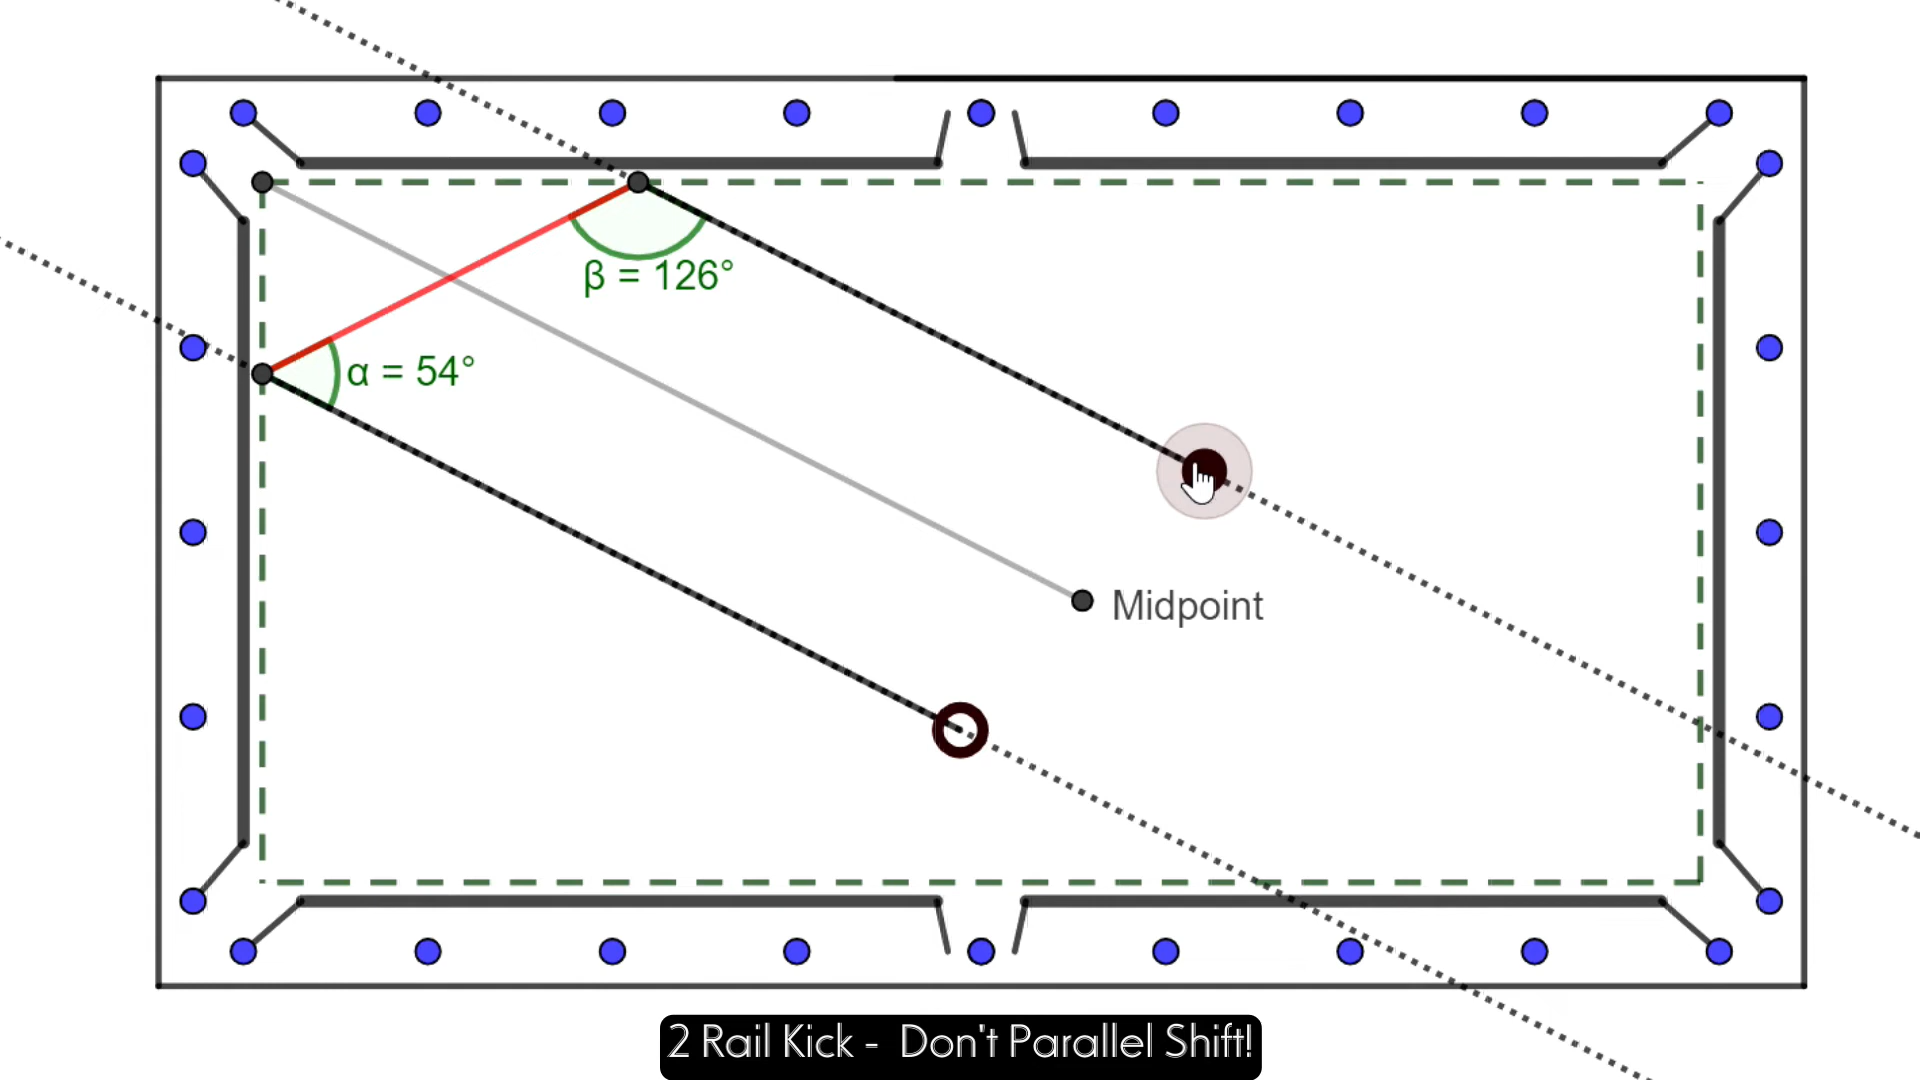 β = 126°
α = 54°
Midpoint
2 Rail Kick - Don't Parallel Shift!